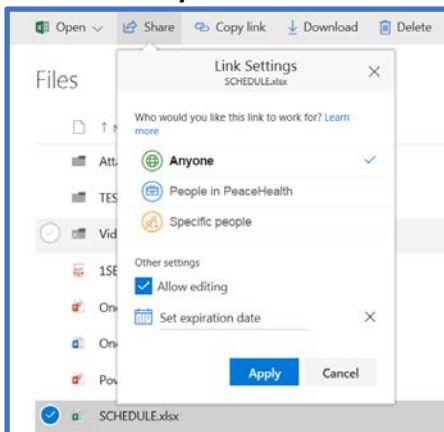 Open Share Copy link Download Delete
Files
Link Settings
SCHEDULE.xlsx
Who would you like this link to work for? Learn
more
Anyone
Att
People in PeaceHealth
TES
Specific people
Vid
Other settings
1SE
Allow editing
On
Set expiration date
On
Apply Cancel
Pov
SCHEDULE.xlsx